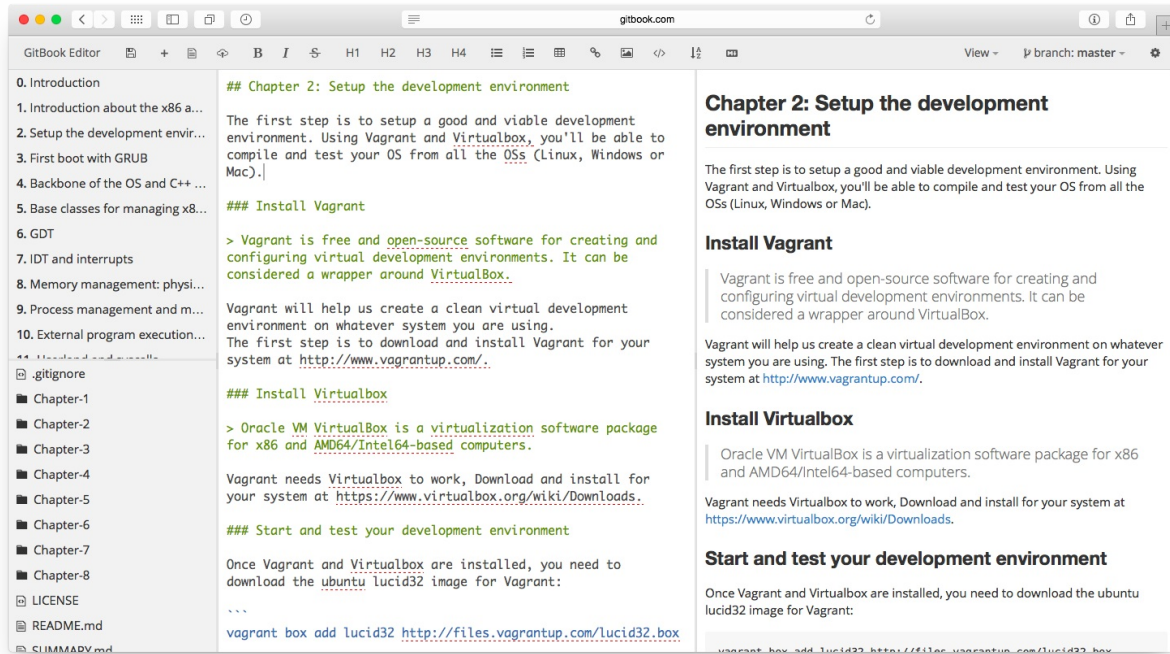 gitbook.com
GitBook Editor B I S H1 H2 H3 H4 View branch: master
0. Introduction
1. Introduction about the x86 a...
2. Setup the development envir...
3. First boot with GRUB
4. Backbone of the OS and C++ ...
5. Base classes for managing x8...
6. GDT
7. IDT and interrupts
8. Memory management: physi...
9. Process management and m...
10. External program execution...
11. Userland and syscalls
.gitignore
Chapter-1
Chapter-2
Chapter-3
Chapter-4
Chapter-5
Chapter-6
Chapter-7
Chapter-8
LICENSE
README.md
SUMMARY.md
## Chapter 2: Setup the development environment
The first step is to setup a good and viable development
environment. Using Vagrant and Virtualbox, you'll be able to
compile and test your OS from all the OSs (Linux, Windows or
Mac).
### Install Vagrant
> Vagrant is free and open-source software for creating and
configuring virtual development environments. It can be
considered a wrapper around VirtualBox.
Vagrant will help us create a clean virtual development
environment on whatever system you are using.
The first step is to download and install Vagrant for your
system at http://www.vagrantup.com/.
### Install Virtualbox
> Oracle VM VirtualBox is a virtualization software package
for x86 and AMD64/Intel64-based computers.
Vagrant needs Virtualbox to work, Download and install for
your system at https://www.virtualbox.org/wiki/Downloads.
### Start and test your development environment
Once Vagrant and Virtualbox are installed, you need to
download the ubuntu lucid32 image for Vagrant:
```
vagrant box add lucid32 http://files.vagrantup.com/lucid32.box
Chapter 2: Setup the development
environment
The first step is to setup a good and viable development environment. Using
Vagrant and Virtualbox, you'll be able to compile and test your OS from all the
OSs (Linux, Windows or Mac).
Install Vagrant
Vagrant is free and open-source software for creating and
configuring virtual development environments. It can be
considered a wrapper around VirtualBox.
Vagrant will help us create a clean virtual development environment on whatever
system you are using. The first step is to download and install Vagrant for your
system at http://www.vagrantup.com/.
Install Virtualbox
Oracle VM VirtualBox is a virtualization software package for x86
and AMD64/Intel64-based computers.
Vagrant needs Virtualbox to work, Download and install for your system at
https://www.virtualbox.org/wiki/Downloads.
Start and test your development environment
Once Vagrant and Virtualbox are installed, you need to download the ubuntu
lucid32 image for Vagrant:
vagrant box add lucid32 http://files.vagrantup.com/lucid32.box